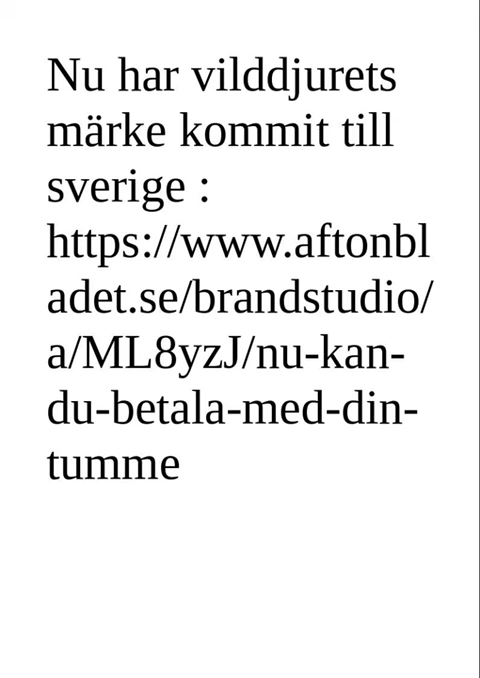 Nu har vilddjurets
märke kommit till
sverige :
https://www.aftonbl
adet.se/brandstudio/
a/ML8yzJ/nu-kan-
du-betala-med-din-
tumme